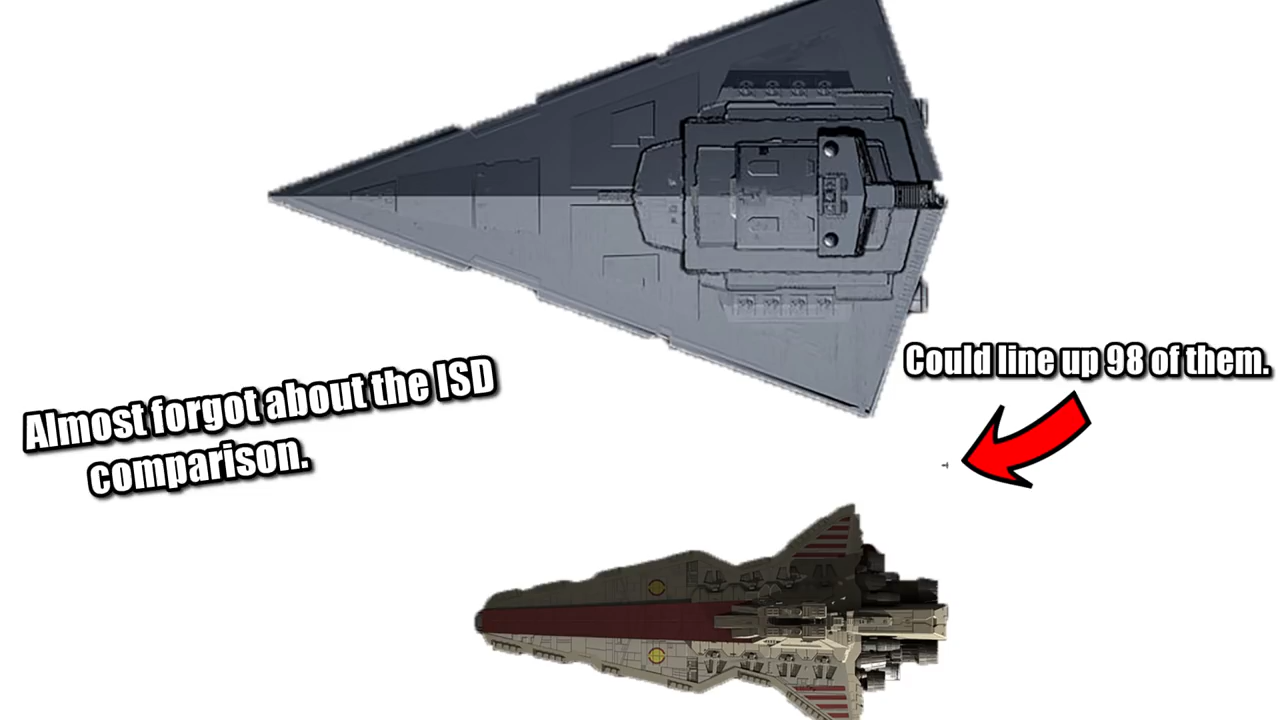 Could line up 98 of them.
Almost forgot about the ISD
comparison.